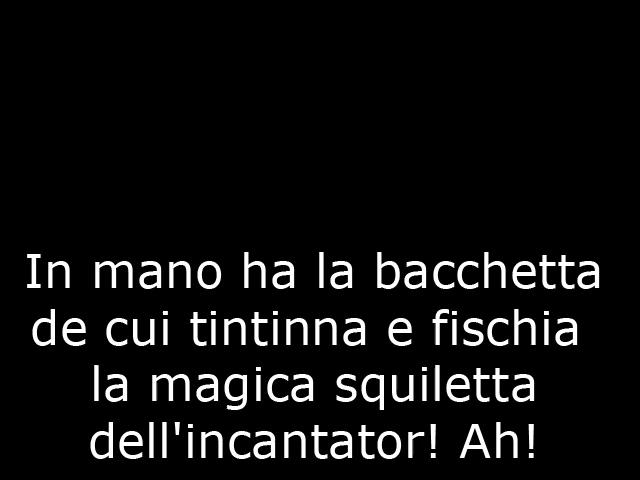 In mano ha la bacchetta
de cui tintinna e fischia
la magica squiletta
dell'incantator! Ah!